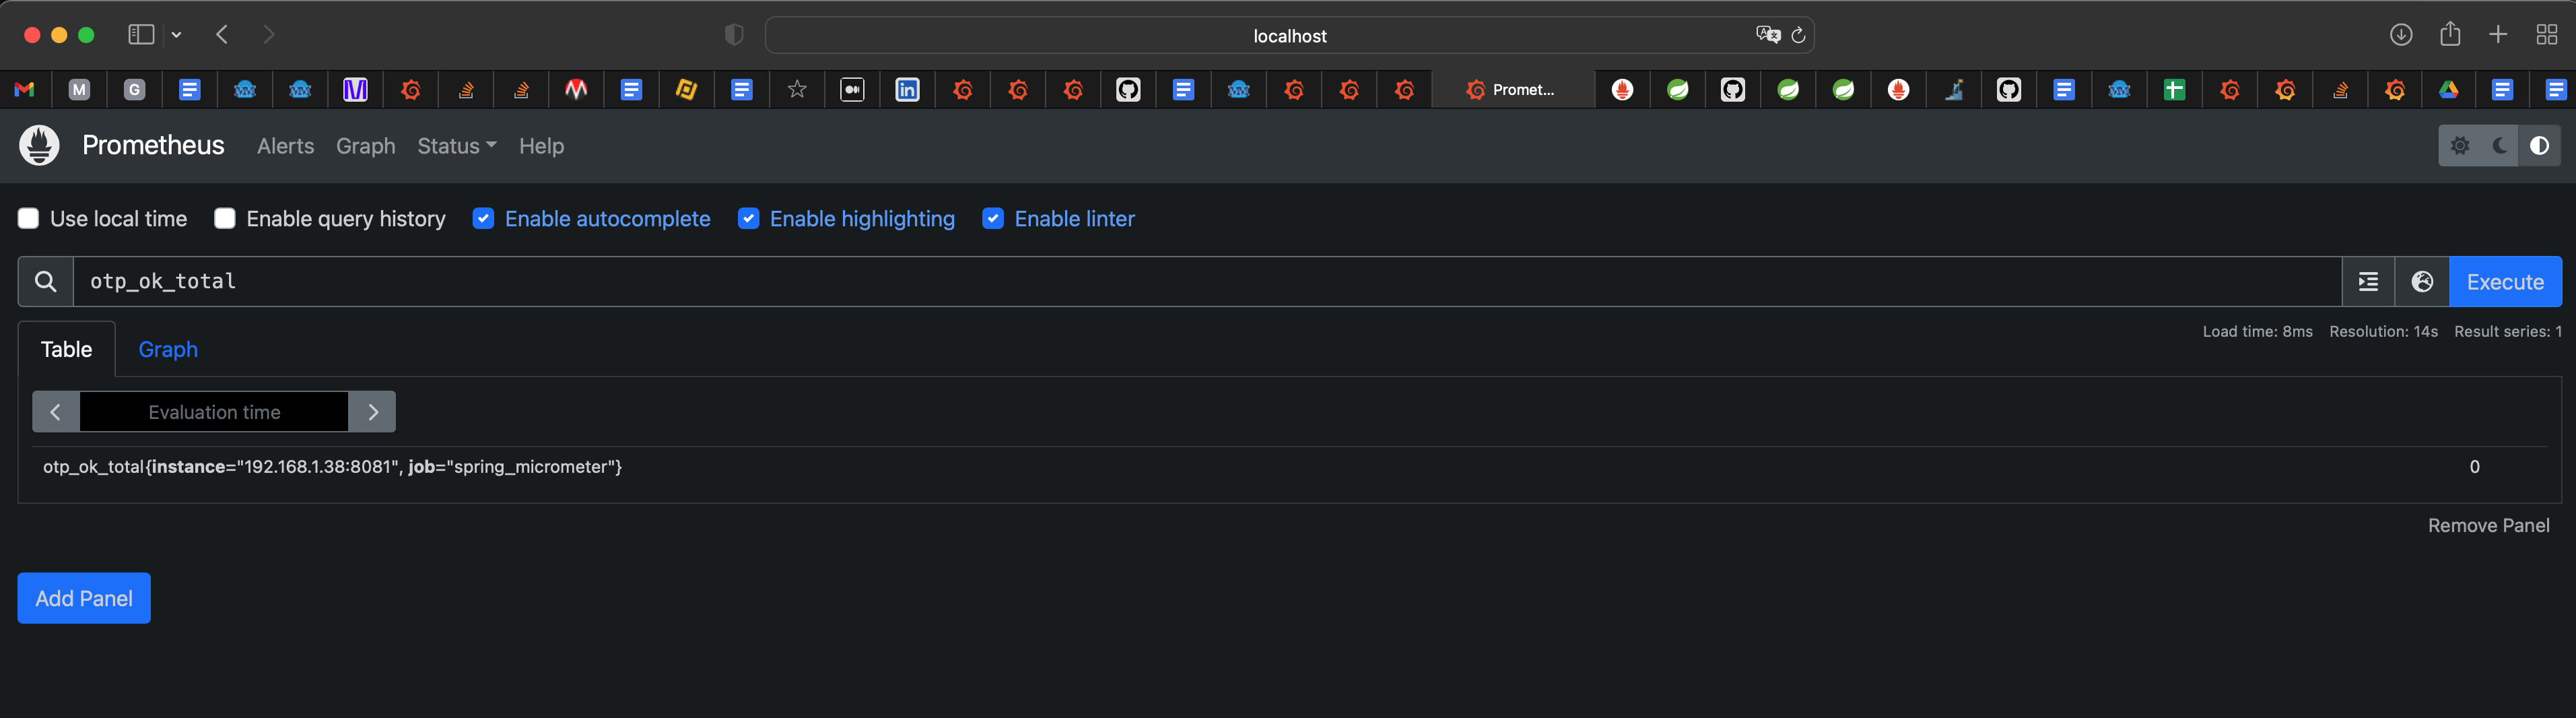 localhost
M
G
in
Promet...
Prometheus Alerts Graph Status Help
Use local time Enable query history Enable autocomplete Enable highlighting Enable linter
otp_ok_total Execute
Table Graph Load time: 8ms Resolution: 14s Result series: 1
Evaluation time
otp_ok_total{instance="192.168.1.38:8081", job="spring_micrometer"} 0
Remove Panel
Add Panel